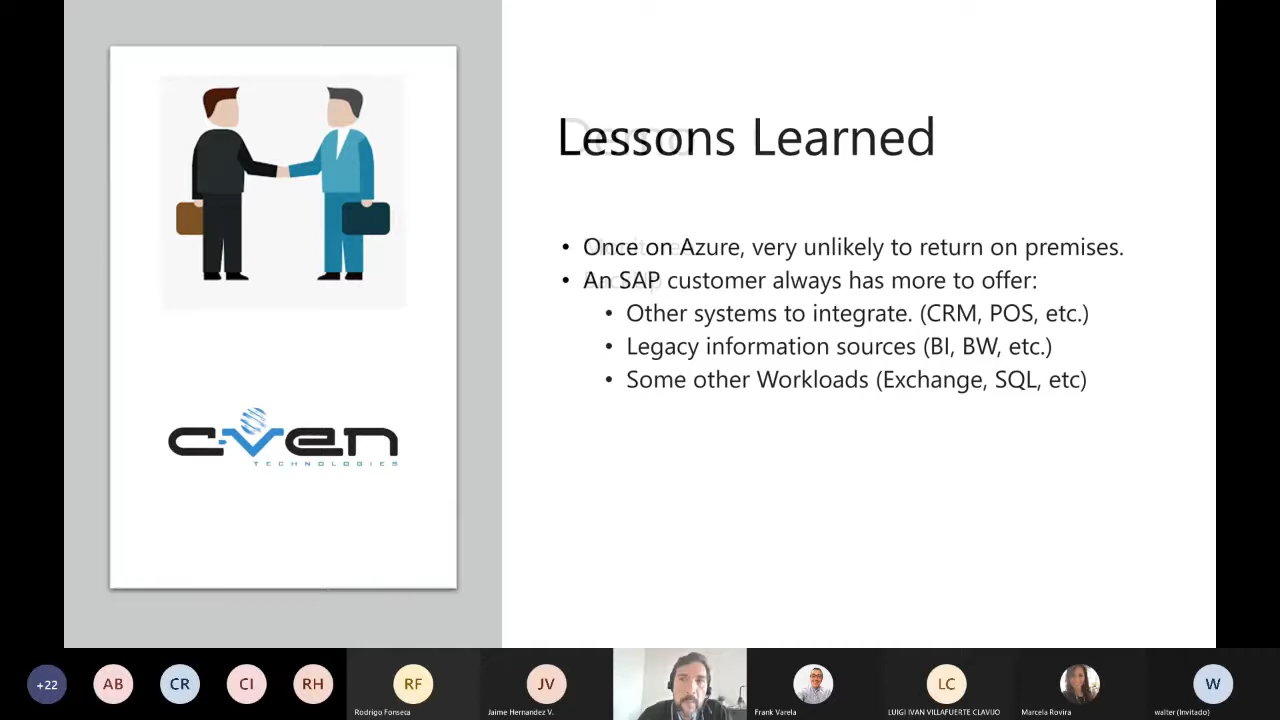 Lessons Learned
• Once on Azure, very unlikely to return on premises.
• An SAP customer always has more to offer:
• Other systems to integrate. (CRM, POS, etc.)
• Legacy information sources (BI, BW, etc.)
• Some other Workloads (Exchange, SQL, etc)
c-ven
TECHNOLOGIES
+22
AB
CR
CI
RH
RF
JV
LC
W
Rodrigo Fonseca
Jaime Hernandez V.
Frank Varela
LUIGI IVAN VILLAFUERTE CLAVIJO
Marcela Rovira
walter (Invitado)